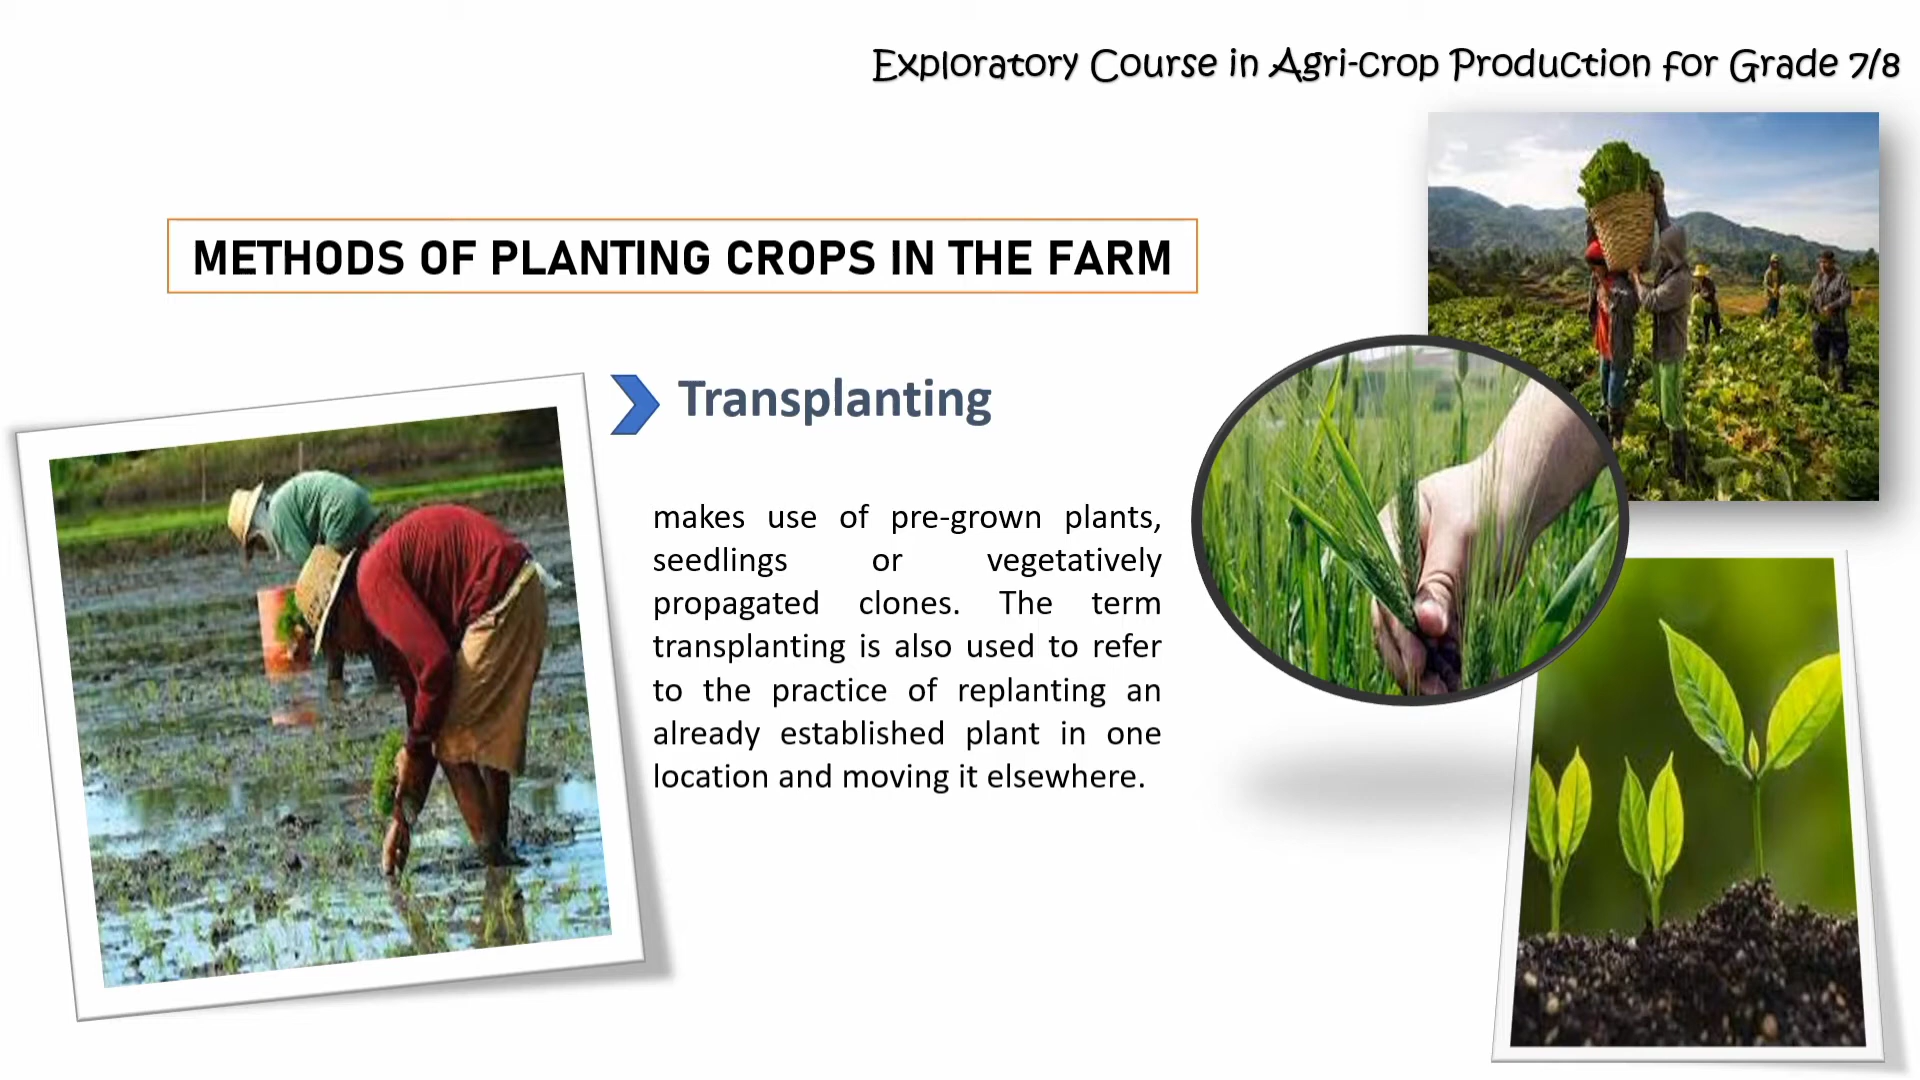 Exploratory Course in Agri-crop Production for Grade 7/8
METHODS OF PLANTING CROPS IN THE FARM
Transplanting
makes use of pre-grown plants,
seedlings or vegetatively
propagated clones. The term
transplanting is also used to refer
to the practice of replanting an
already established plant in one
location and moving it elsewhere.